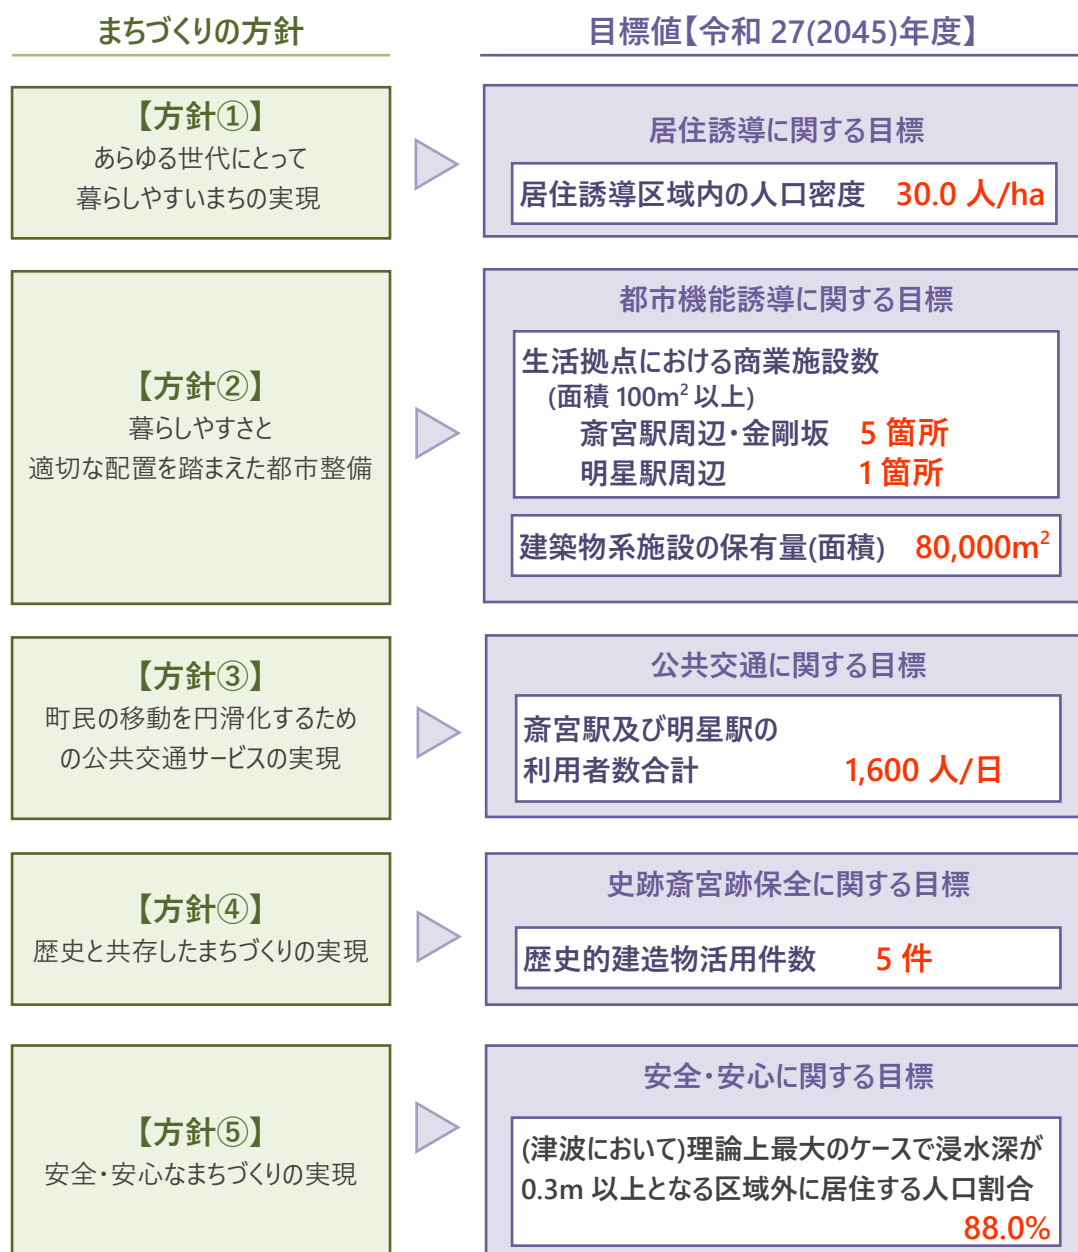 まちづくりの方針
目標値【令和 27(2045)年度】
【方針①】
あらゆる世代にとって
暮らしやすいまちの実現
居住誘導に関する目標
居住誘導区域内の人口密度 30.0 人/ha
【方針②】
暮らしやすさと
適切な配置を踏まえた都市整備
都市機能誘導に関する目標
生活拠点における商業施設数
(面積 100m²以上)
斎宮駅周辺・金剛坂 5 箇所
明星駅周辺 1 箇所
建築物系施設の保有量(面積) 80,000m²
【方針③】
町民の移動を円滑化するため
の公共交通サービスの実現
公共交通に関する目標
斎宮駅及び明星駅の
利用者数合計 1,600 人/日
【方針④】
歴史と共存したまちづくりの実現
史跡斎宮跡保全に関する目標
歴史的建造物活用件数 5 件
【方針⑤】
安全・安心なまちづくりの実現
安全・安心に関する目標
(津波において)理論上最大のケースで浸水深が
0.3m 以上となる区域外に居住する人口割合
88.0%